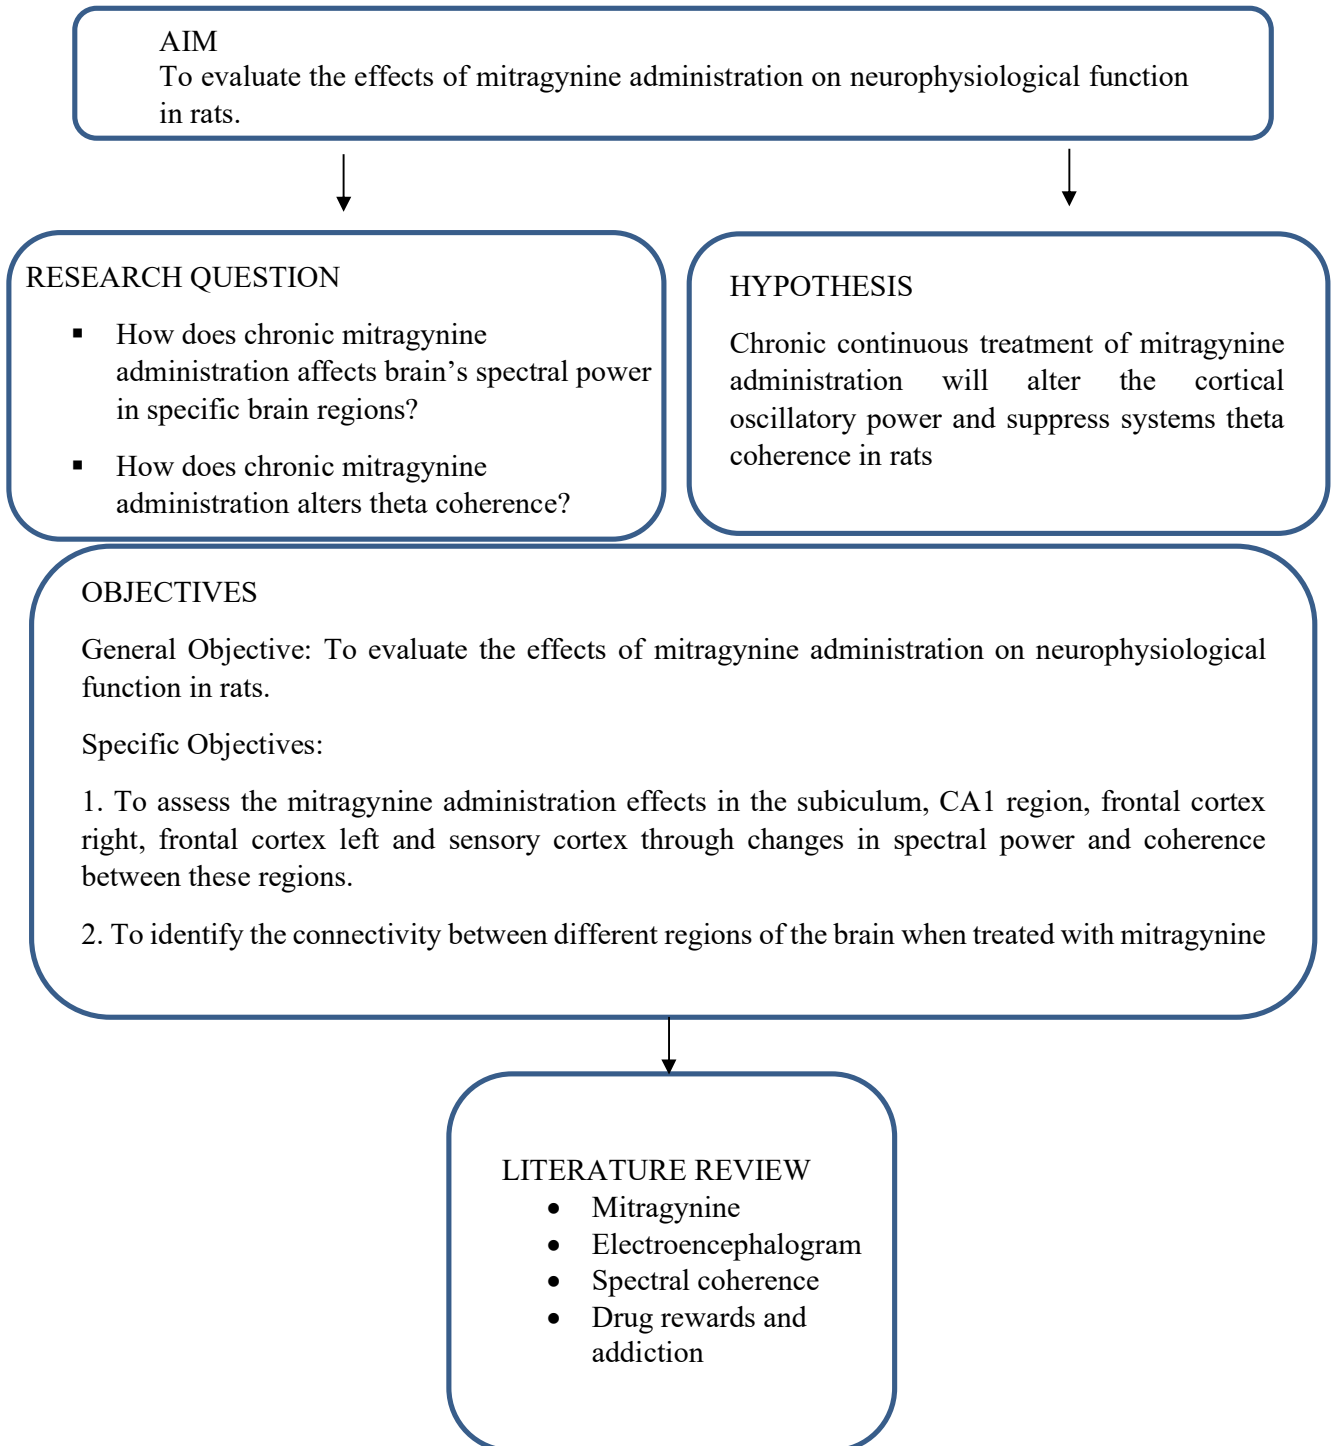 AIM
To evaluate the effects of mitragynine administration on neurophysiological function
in rats.
RESEARCH QUESTION
▪ How does chronic mitragynine
administration affects brain’s spectral power
in specific brain regions?
▪ How does chronic mitragynine
administration alters theta coherence?
HYPOTHESIS
Chronic continuous treatment of mitragynine
administration will alter the cortical
oscillatory power and suppress systems theta
coherence in rats
OBJECTIVES
General Objective: To evaluate the effects of mitragynine administration on neurophysiological
function in rats.
Specific Objectives:
1. To assess the mitragynine administration effects in the subiculum, CA1 region, frontal cortex
right, frontal cortex left and sensory cortex through changes in spectral power and coherence
between these regions.
2. To identify the connectivity between different regions of the brain when treated with mitragynine
LITERATURE REVIEW
• Mitragynine
• Electroencephalogram
• Spectral coherence
• Drug rewards and
addiction